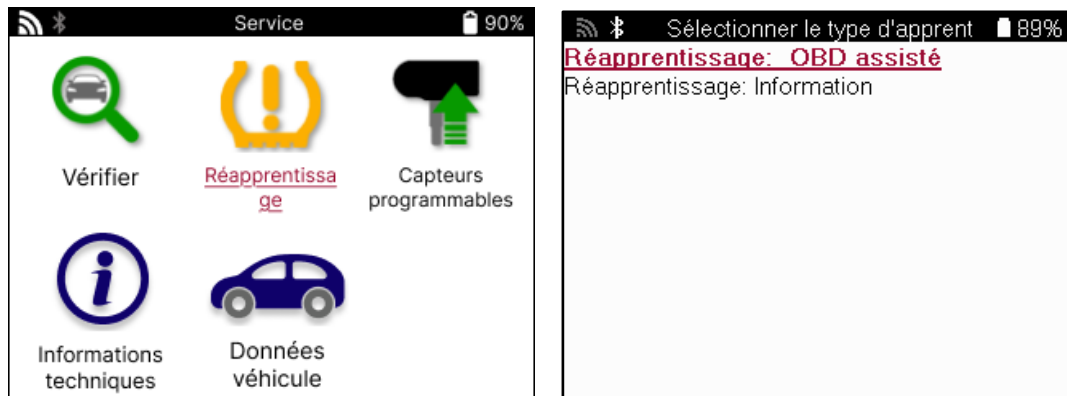 Service 90%
Vérifier
Réapprentissa
ge
Capteurs
programmables
Informations
techniques
Données
véhicule
Sélectionner le type d'apprent 89%
Réapprentissage: OBD assisté
Réapprentissage: Information